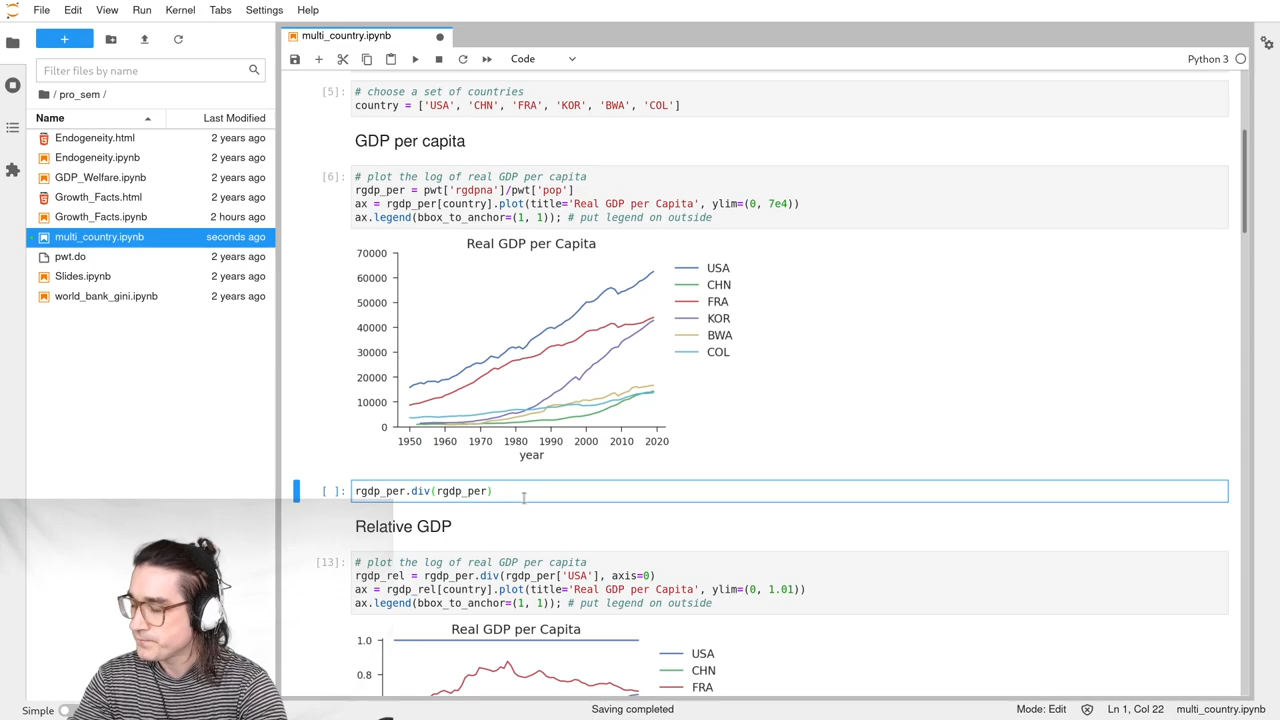 File Edit View Run Kernel Tabs Settings Help
multi_country.ipynb
Filter files by name
/ pro_sem /
Name Last Modified
Endogeneity.html 2 years ago
Endogeneity.ipynb 2 years ago
GDP_Welfare.ipynb 2 years ago
Growth_Facts.html 2 years ago
Growth_Facts.ipynb 2 hours ago
multi_country.ipynb seconds ago
pwt.do 2 years ago
Slides.ipynb 2 years ago
world_bank_gini.ipynb 2 years ago
Code
Python 3
[5]: # choose a set of countries
country = ['USA', 'CHN', 'FRA', 'KOR', 'BWA', 'COL']
GDP per capita
[6]: # plot the log of real GDP per capita
rgdp_per = pwt['rgdpna']/pwt['pop']
ax = rgdp_per[country].plot(title='Real GDP per Capita', ylim=(0, 7e4))
ax.legend(bbox_to_anchor=(1, 1)); # put legend on outside
Real GDP per Capita
70000
60000
50000
40000
30000
20000
10000
0
1950 1960 1970 1980 1990 2000 2010 2020
year
USA
CHN
FRA
KOR
BWA
COL
[ ]: rgdp_per.div(rgdp_per)
Relative GDP
[13]: # plot the log of real GDP per capita
rgdp_rel = rgdp_per.div(rgdp_per['USA'], axis=0)
ax = rgdp_rel[country].plot(title='Real GDP per Capita', ylim=(0, 1.01))
ax.legend(bbox_to_anchor=(1, 1)); # put legend on outside
Real GDP per Capita
1.0
0.8
USA
CHN
FRA
Simple
Saving completed
Mode: Edit
Ln 1, Col 22
multi_country.ipynb